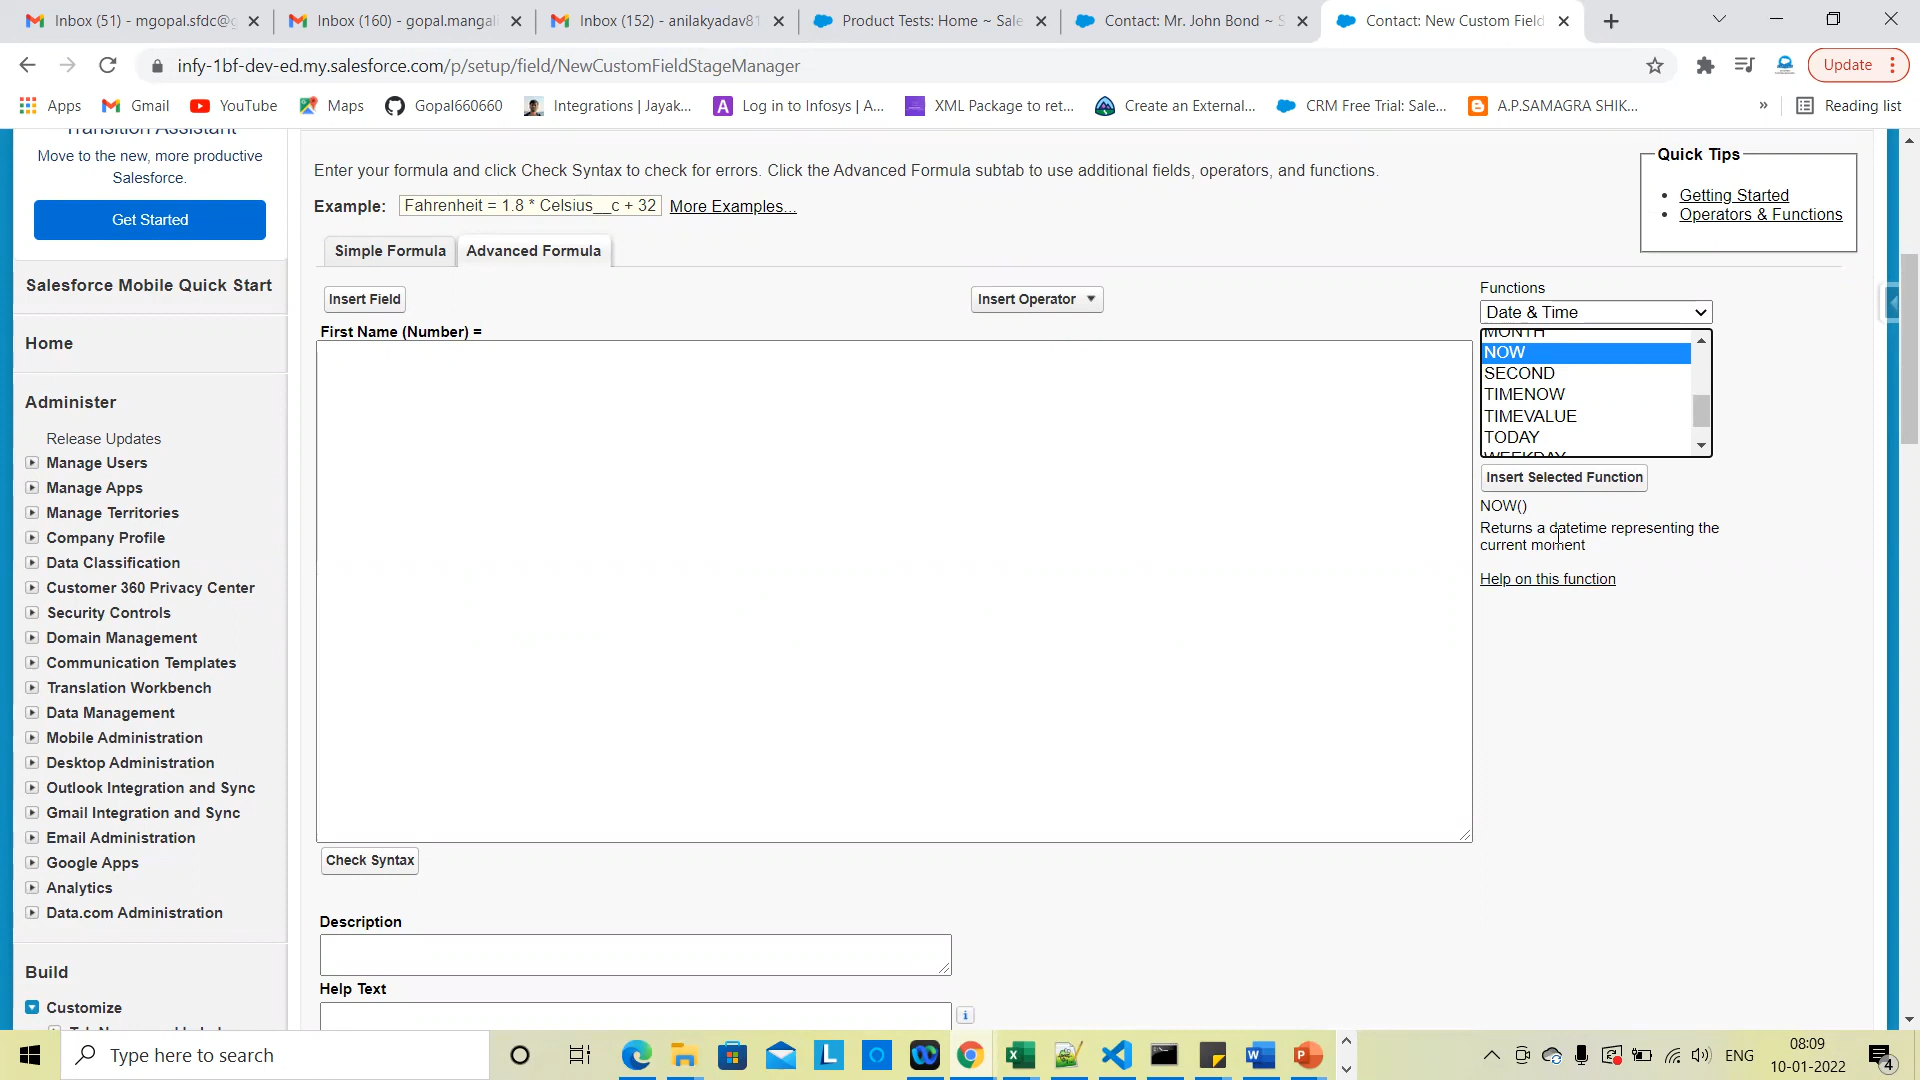 Inbox (51) - mgopal.sfdc@g
Inbox (160) - gopal.mangali
Inbox (152) - anilakyadav81
Product Tests: Home ~ Sale
Contact: Mr. John Bond ~ S
Contact: New Custom Field
infy-1bf-dev-ed.my.salesforce.com/p/setup/field/NewCustomFieldStageManager
Update
Apps
Gmail
YouTube
Maps
Gopal660060
Integrations | Jayak...
Log in to Infosys | A...
XML Package to ret...
Create an External...
CRM Free Trial: Sale...
A.P.SAMAGRA SHIK...
»
Reading list
Transition Assistant
Move to the new, more productive
Salesforce.
Get Started
Salesforce Mobile Quick Start
Home
Administer
Release Updates
Manage Users
Manage Apps
Manage Territories
Company Profile
Data Classification
Customer 360 Privacy Center
Security Controls
Domain Management
Communication Templates
Translation Workbench
Data Management
Mobile Administration
Desktop Administration
Outlook Integration and Sync
Gmail Integration and Sync
Email Administration
Google Apps
Analytics
Data.com Administration
Build
Customize
Enter your formula and click Check Syntax to check for errors. Click the Advanced Formula subtab to use additional fields, operators, and functions.
Example: Fahrenheit = 1.8 * Celsius__c + 32 More Examples...
Quick Tips
Getting Started
Operators & Functions
Simple Formula
Advanced Formula
Insert Field
Insert Operator
First Name (Number) =
Functions
Date & Time
MONTH
NOW
SECOND
TIMENOW
TIMEVALUE
TODAY
WEEKDAY
Insert Selected Function
NOW()
Returns a datetime representing the
current moment
Help on this function
Check Syntax
Description
Help Text
Type here to search
ENG
08:09
10-01-2022
4